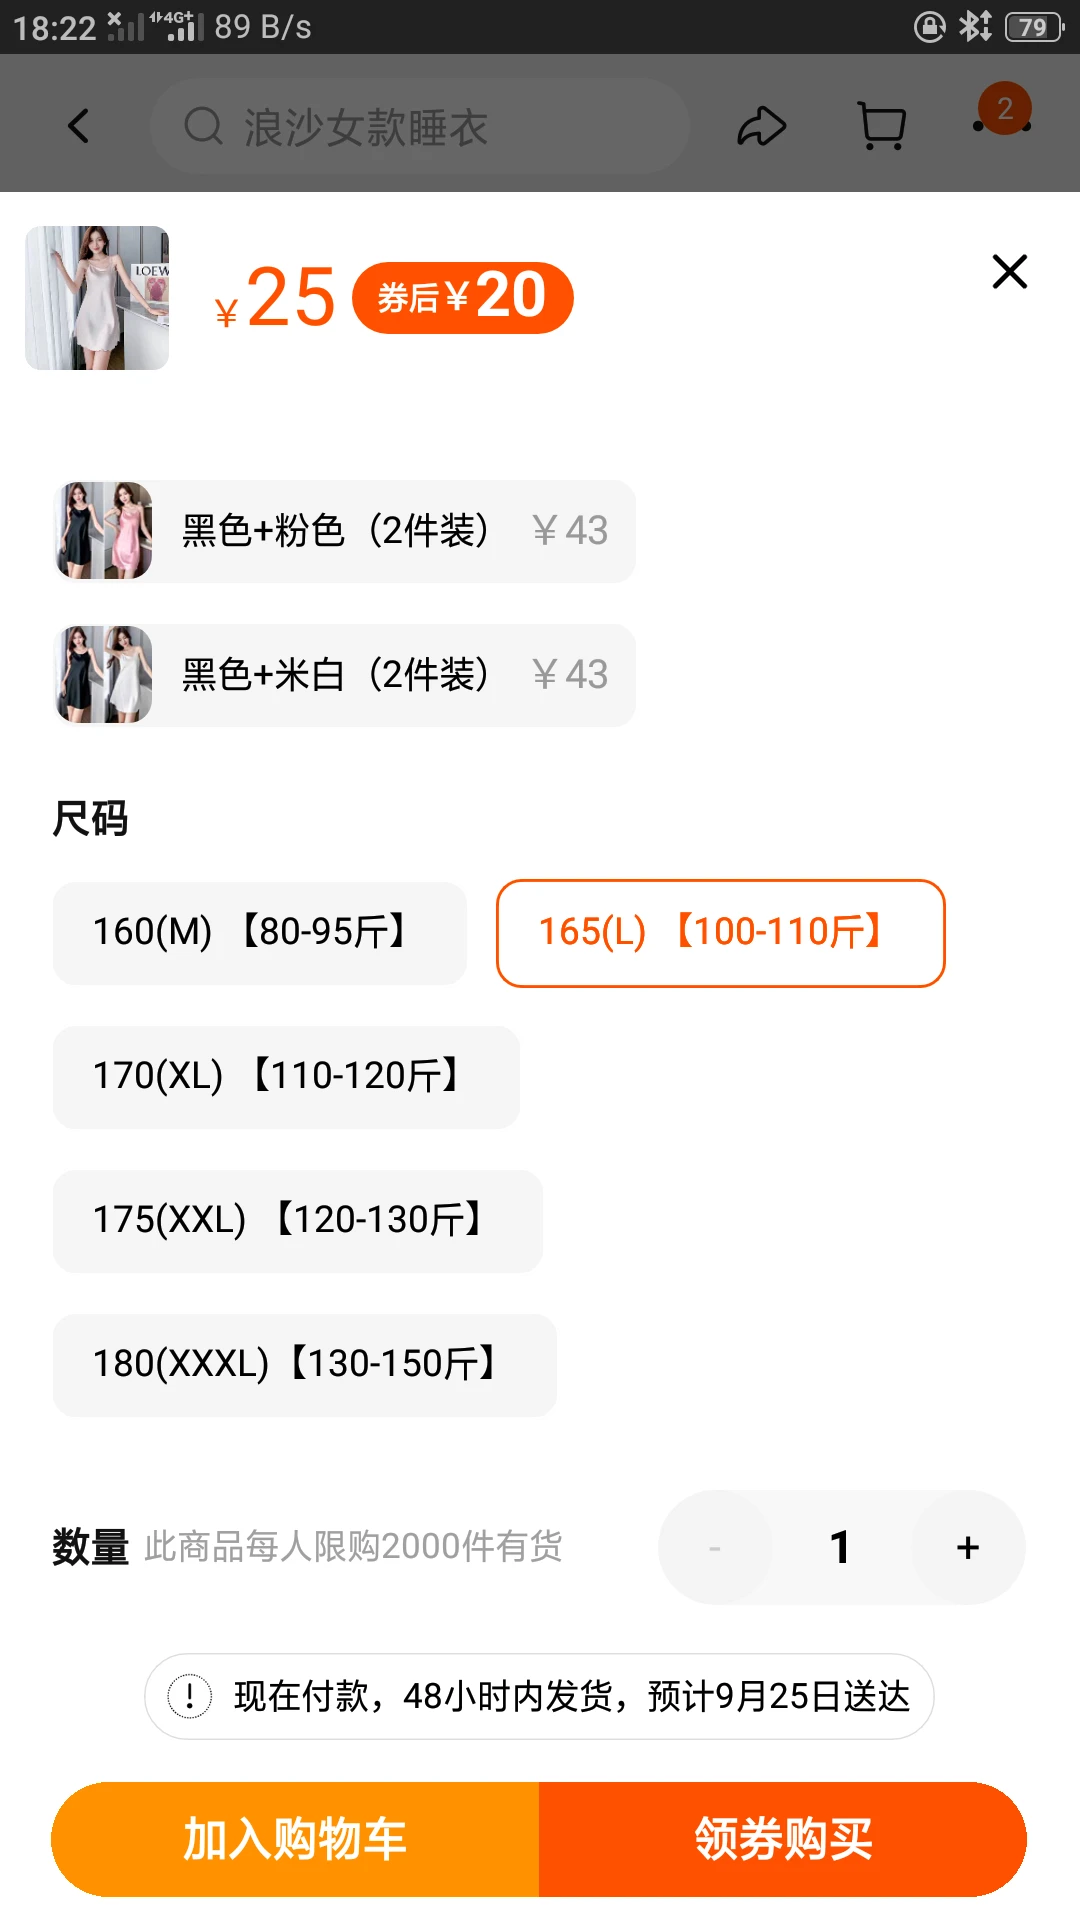 18:22 4G+ 89 B/s 79
浪沙女款睡衣 2
LOEW
¥25 券后¥20
黑色+粉色（2件装） ¥43
黑色+米白（2件装） ¥43
尺码
160(M) 【80-95斤】 165(L) 【100-110斤】
170(XL) 【110-120斤】
175(XXL) 【120-130斤】
180(XXXL)【130-150斤】
数量 此商品每人限购2000件有货 - 1 +
现在付款，48小时内发货，预计9月25日送达
加入购物车 领券购买